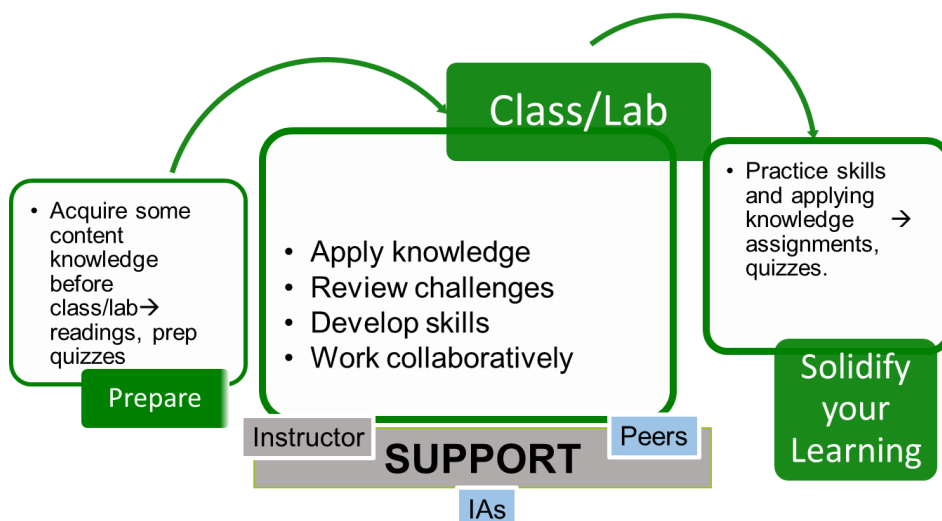 Class/Lab
• Acquire some
content
knowledge
before
class/lab→
readings, prep
quizzes
Prepare
• Apply knowledge
• Review challenges
• Develop skills
• Work collaboratively
• Practice skills
and applying
knowledge →
assignments,
quizzes.
Solidify
your
Learning
Instructor
Peers
SUPPORT
IAs